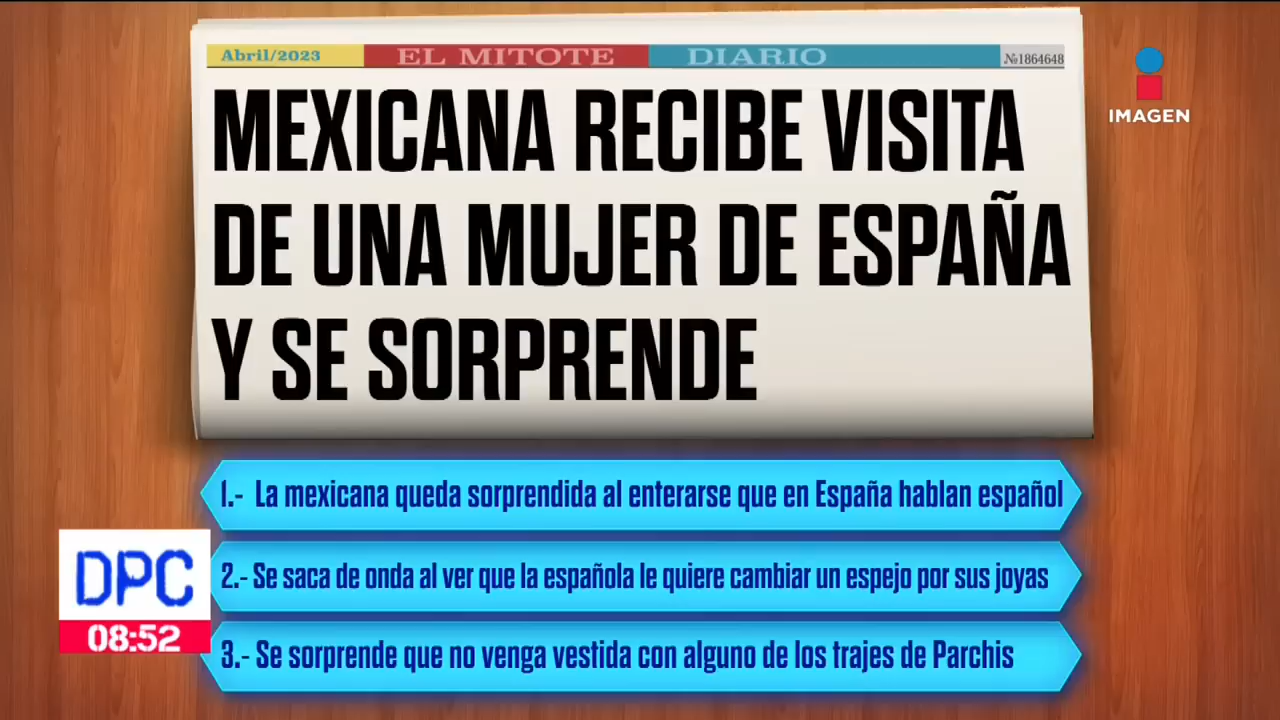 Abril/2023 EL MITOTE DIARIO №1864648
MEXICANA RECIBE VISITA
DE UNA MUJER DE ESPAÑA
Y SE SORPRENDE
IMAGEN
1.- La mexicana queda sorprendida al enterarse que en España hablan español
2.- Se saca de onda al ver que la española le quiere cambiar un espejo por sus joyas
3.- Se sorprende que no venga vestida con alguno de los trajes de Parchis
DPC
08:52